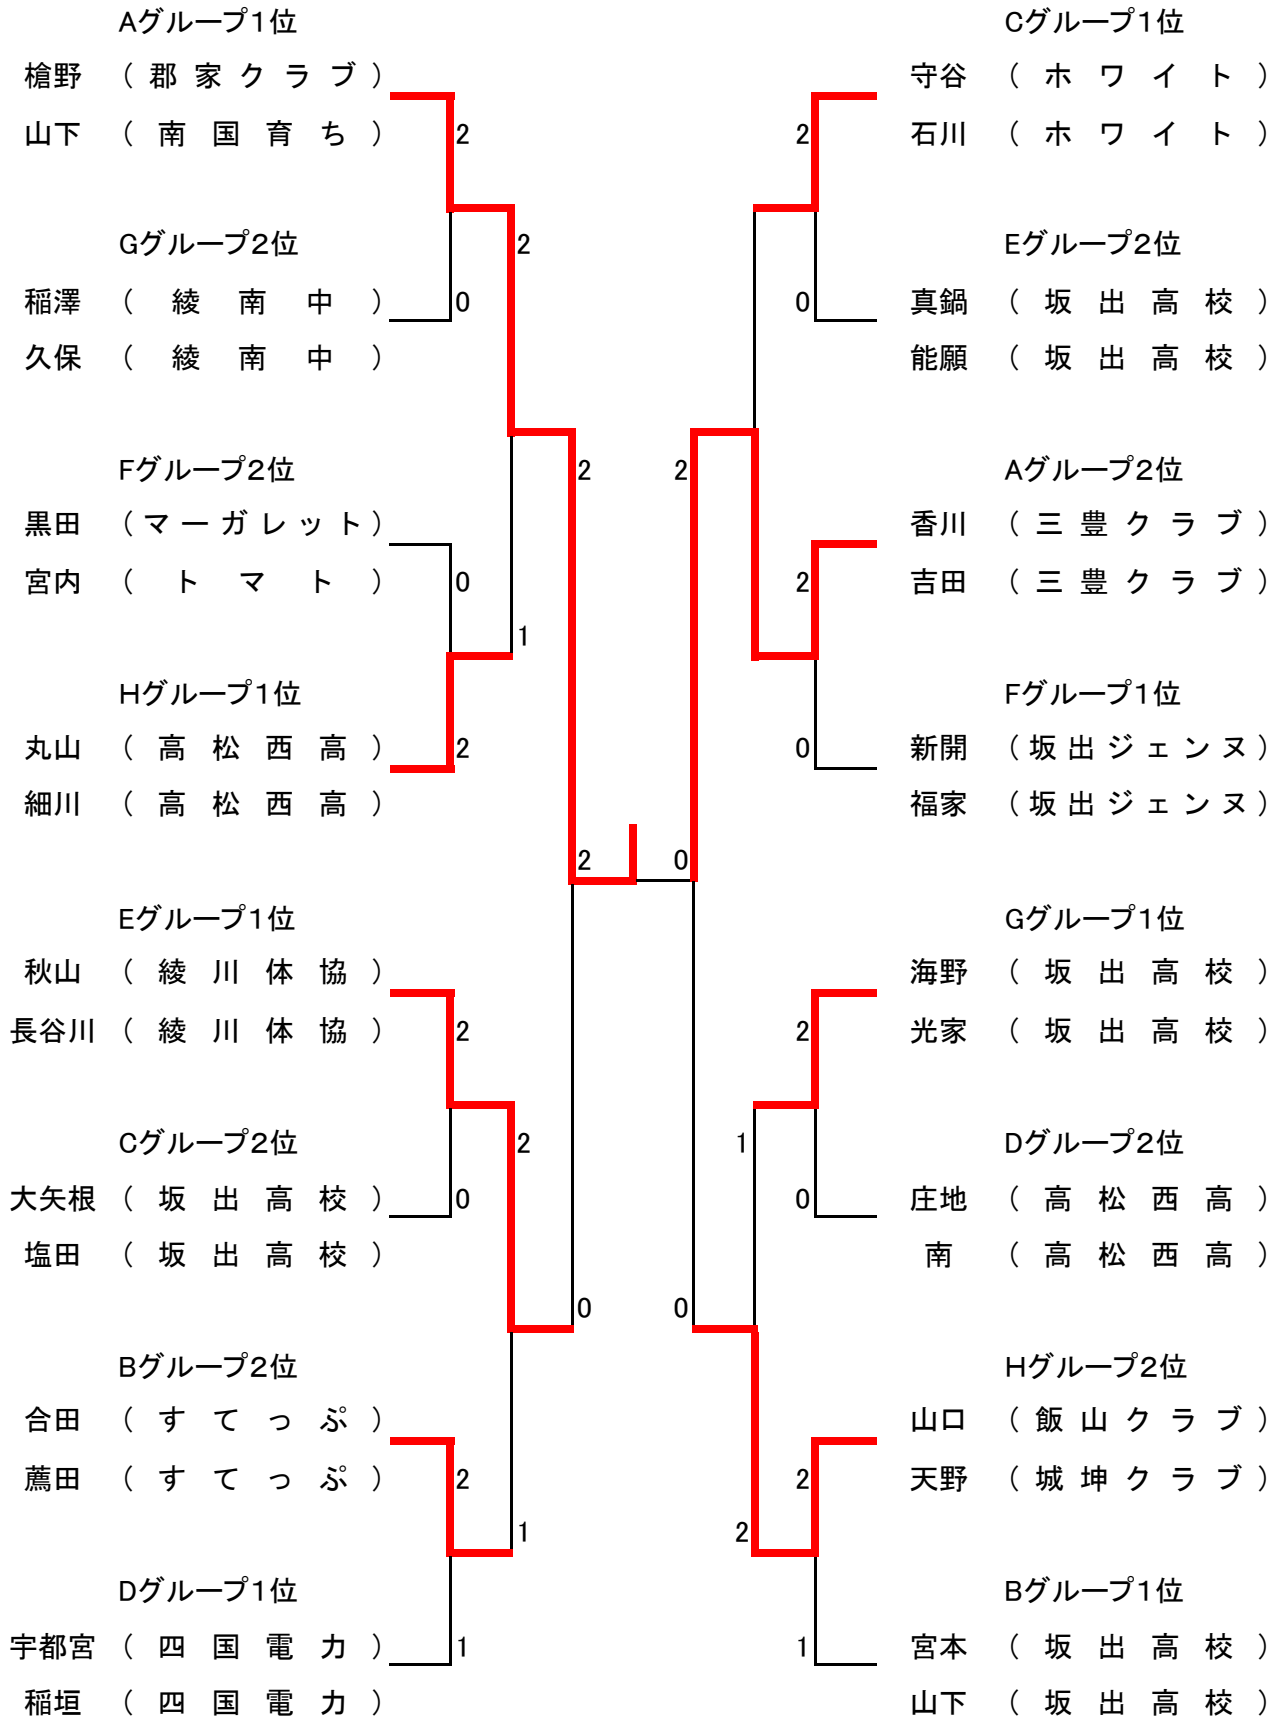 Aグループ1位
槍野 （郡家クラブ）
山下 （南国育ち）
2
2
Gグループ2位
稲澤 （綾南中）
0
久保 （綾南中）
2
Fグループ2位
黒田 （マーガレット）
宮内 （トマト）
0
1
Hグループ1位
丸山 （高松西高）
2
細川 （高松西高）
2
Eグループ1位
秋山 （綾川体協）
長谷川 （綾川体協）
2
2
Cグループ2位
大矢根 （坂出高校）
0
塩田 （坂出高校）
0
Bグループ2位
合田 （すてっぷ）
薦田 （すてっぷ）
2
1
Dグループ1位
宇都宮 （四国電力）
1
稲垣 （四国電力）
Cグループ1位
守谷 （ホワイト）
2
石川 （ホワイト）
Eグループ2位
0
真鍋 （坂出高校）
能願 （坂出高校）
2
Aグループ2位
香川 （三豊クラブ）
2
吉田 （三豊クラブ）
Fグループ1位
0
新開 （坂出ジェンヌ）
福家 （坂出ジェンヌ）
0
Gグループ1位
海野 （坂出高校）
2
光家 （坂出高校）
1
Dグループ2位
0
庄地 （高松西高）
南 （高松西高）
0
Hグループ2位
山口 （飯山クラブ）
2
天野 （城坤クラブ）
2
Bグループ1位
1
宮本 （坂出高校）
山下 （坂出高校）